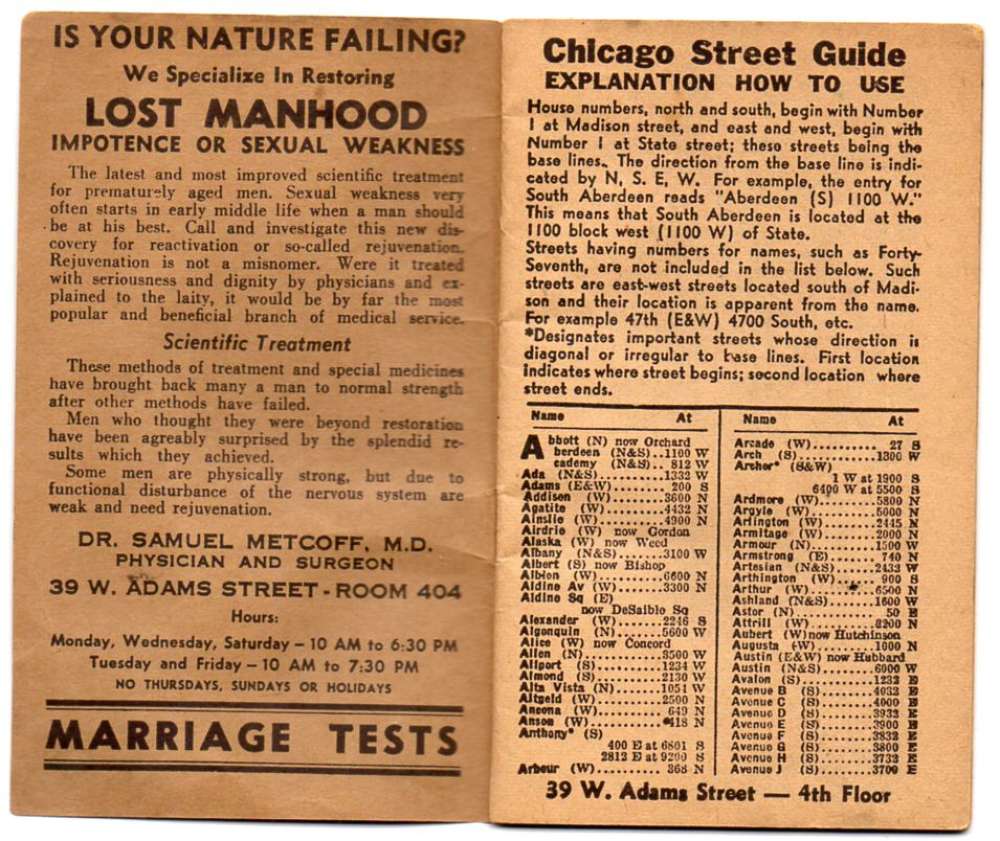 IS YOUR NATURE FAILING?
We Specialize In Restoring
LOST MANHOOD
IMPOTENCE OR SEXUAL WEAKNESS
The latest and most improved scientific treatment
for prematurely aged men. Sexual weakness very
often starts in early middle life when a man should
be at his best. Call and investigate this new dis-
covery for reactivation or so-called rejuvenation.
Rejuvenation is not a misnomer. Were it treated
with seriousness and dignity by physicians and ex-
plained to the laity, it would be by far the most
popular and beneficial branch of medical service.
Scientific Treatment
These methods of treatment and special medicines
have brought back many a man to normal strength
after other methods have failed.
Men who thought they were beyond restoration
have been agreably surprised by the splendid re-
sults which they achieved.
Some men are physically strong, but due to
functional disturbance of the nervous system are
weak and need rejuvenation.
DR. SAMUEL METCOFF, M.D.
PHYSICIAN AND SURGEON
39 W. ADAMS STREET - ROOM 404
Hours:
Monday, Wednesday, Saturday – 10 AM to 6:30 PM
Tuesday and Friday – 10 AM to 7:30 PM
NO THURSDAYS, SUNDAYS OR HOLIDAYS
MARRIAGE TESTS
Chicago Street Guide
EXPLANATION HOW TO USE
House numbers, north and south, begin with Number
1 at Madison street, and east and west, begin with
Number 1 at State street; these streets being the
base lines. The direction from the base line is indi-
cated by N, S, E, W. For example, the entry for
South Aberdeen reads "Aberdeen (S) 1100 W."
This means that South Aberdeen is located at the
1100 block west (1100 W) of State.
Streets having numbers for names, such as Forty-
Seventh, are not included in the list below. Such
streets are east-west streets located south of Madi-
son and their location is apparent from the name.
For example 47th (E&W) 4700 South, etc.
*Designates important streets whose direction is
diagonal or irregular to base lines. First location
indicates where street begins; second location where
street ends.
Name At
Abbott (N) now Orchard
berdeen (N&S)..1100 W
cademy (N&S).. 812 W
Ada (N&S)..........1332 W
Adams (E&W)....... 200 S
Addison (W)........3600 N
Agatite (W)........4432 N
Ainslie (W)........4900 N
Airdrie (W) now Gordon
Alaska (W) now Weed
Albany (N&S).......3100 W
Albert (S) now Bishop
Albion (W).........6600 N
Aldine Av (W)......3300 N
Aldine Sq (E)
now DeSaible Sq
Alexander (W)......2246 S
Algonquin (N)......5600 W
Alice (W) now Concord
Allen (N)..........3500 W
Allport (S)........1234 W
Almond (S).........2130 W
Alta Vista (N).....1051 W
Altgeld (W)........2500 N
Ancona (W)......... 649 N
Anson (W).......... 418 N
Anthony* (S)
400 E at 6801 S
2812 E at 9200 S
Arbour (W)......... 368 N
Name At
Arcade (W).......... 27 S
Arch (S)...........1300 W
Archer* (S&W)
1 W at 1900 S
6400 W at 5500 S
Ardmore (W)........5800 N
Argyle (W).........5000 N
Arlington (W)......2445 N
Armitage (W).......2000 N
Armour (N).........1500 W
Armstrong (E)...... 740 N
Artesian (N&S).....2433 W
Arthington (W)..... 900 S
Arthur (W).........6500 N
Ashland (N&S)......1600 W
Astor (N).......... 50 E
Attrill (W)........2200 N
Aubert (W) now Hutchinson
Augusta (W)........1000 N
Austin (E&W) now Hubbard
Austin (N&S).......6000 W
Avalon (S).........1232 E
Avenue B (S).......4032 E
Avenue C (S).......4000 E
Avenue D (S).......3933 E
Avenue E (S).......3900 E
Avenue F (S).......3832 E
Avenue G (S).......3800 E
Avenue H (S).......3732 E
Avenue J (S).......3700 E
39 W. Adams Street — 4th Floor